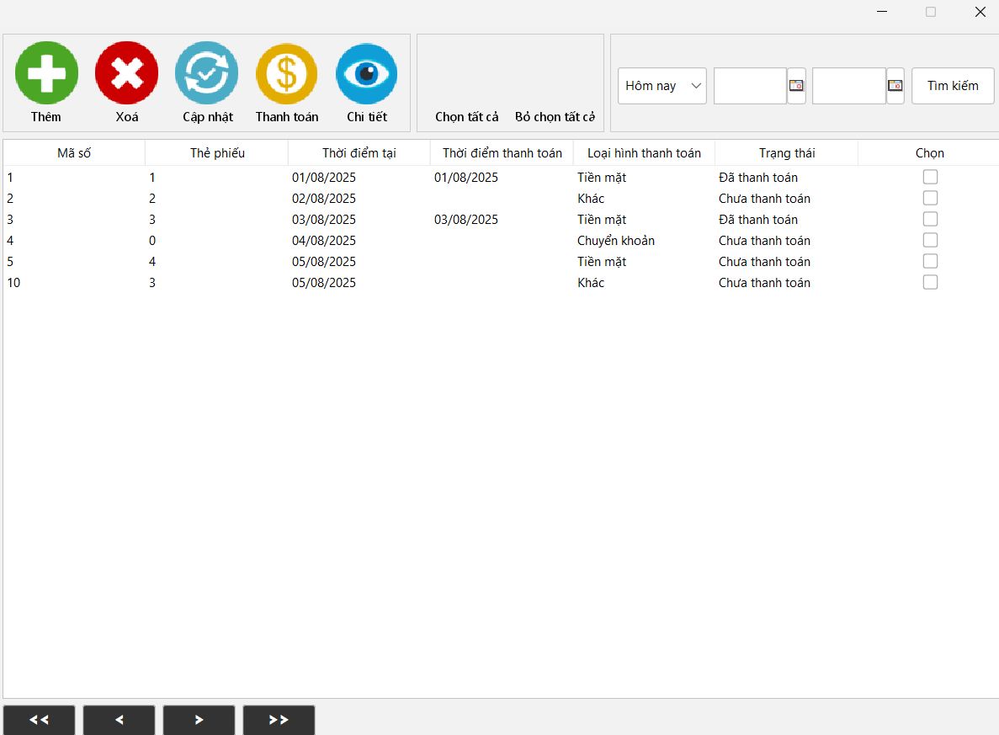 Thêm Xoá Cập nhật Thanh toán Chi tiết Chọn tất cả Bỏ chọn tất cả Hôm nay Tìm kiếm
Mã số Thẻ phiếu Thời điểm tại Thời điểm thanh toán Loại hình thanh toán Trạng thái Chọn
1 1 01/08/2025 01/08/2025 Tiền mặt Đã thanh toán
2 2 02/08/2025 Khác Chưa thanh toán
3 3 03/08/2025 03/08/2025 Tiền mặt Đã thanh toán
4 0 04/08/2025 Chuyển khoản Chưa thanh toán
5 4 05/08/2025 Tiền mặt Chưa thanh toán
10 3 05/08/2025 Khác Chưa thanh toán
<< < > >>